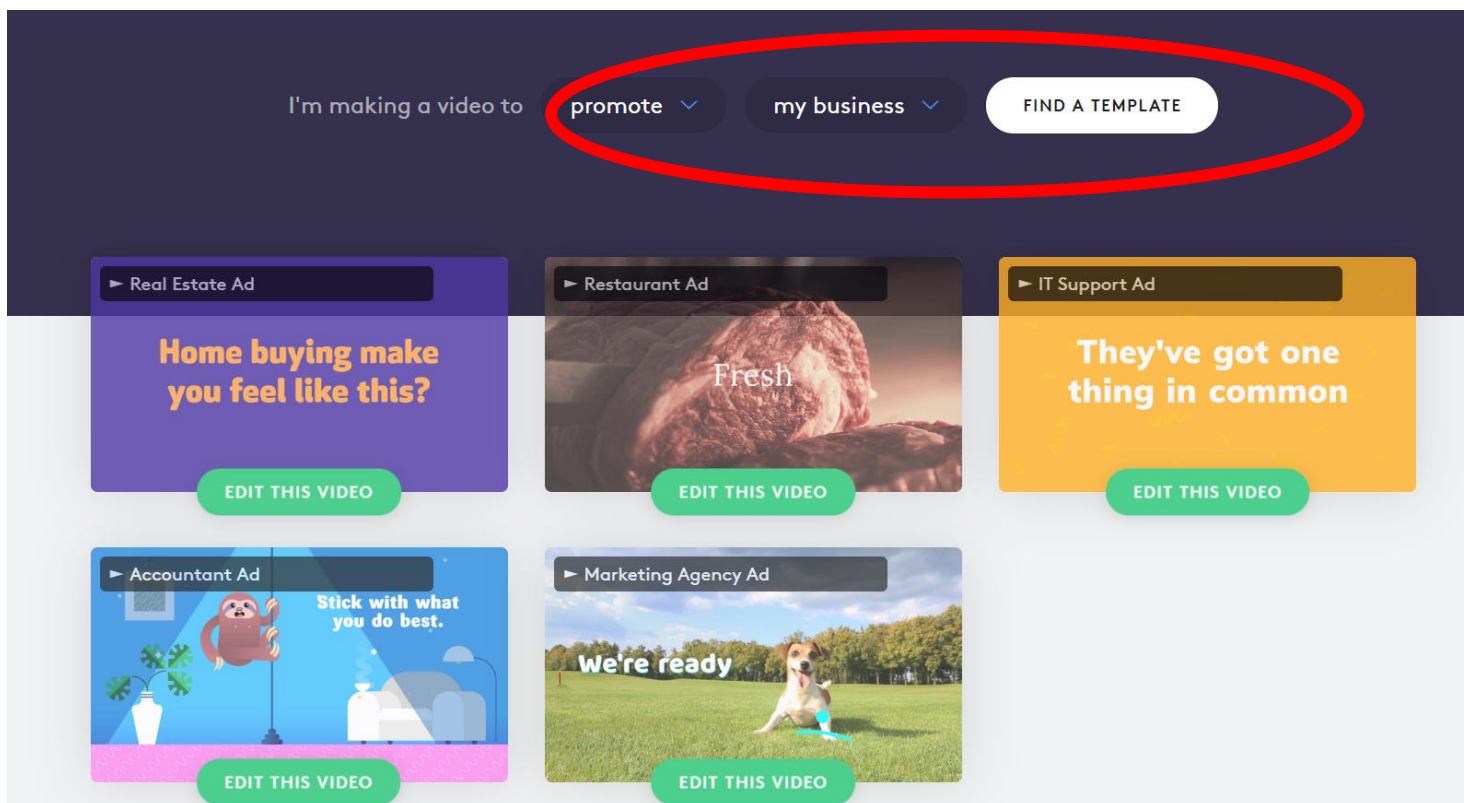 I'm making a video to promote my business FIND A TEMPLATE
► Real Estate Ad
Home buying make
you feel like this?
EDIT THIS VIDEO
► Restaurant Ad
Fresh
EDIT THIS VIDEO
► IT Support Ad
They've got one
thing in common
EDIT THIS VIDEO
► Accountant Ad
Stick with what
you do best.
EDIT THIS VIDEO
► Marketing Agency Ad
We're ready
EDIT THIS VIDEO